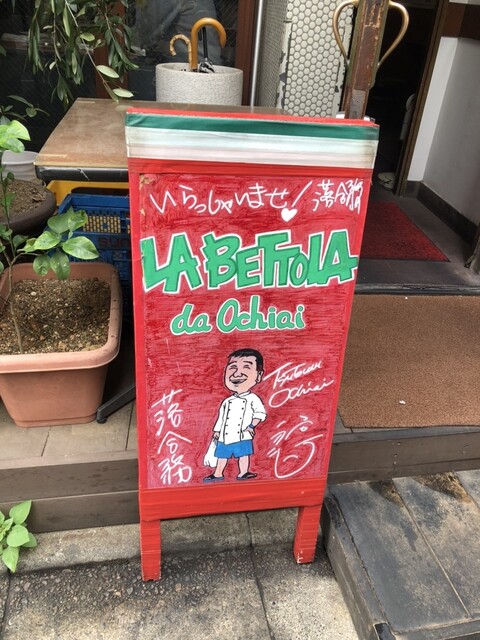 いらっしゃいませ! 落合務
LA BETTOLA
da Ochiai
Tsutomu
Ochiai
落合務